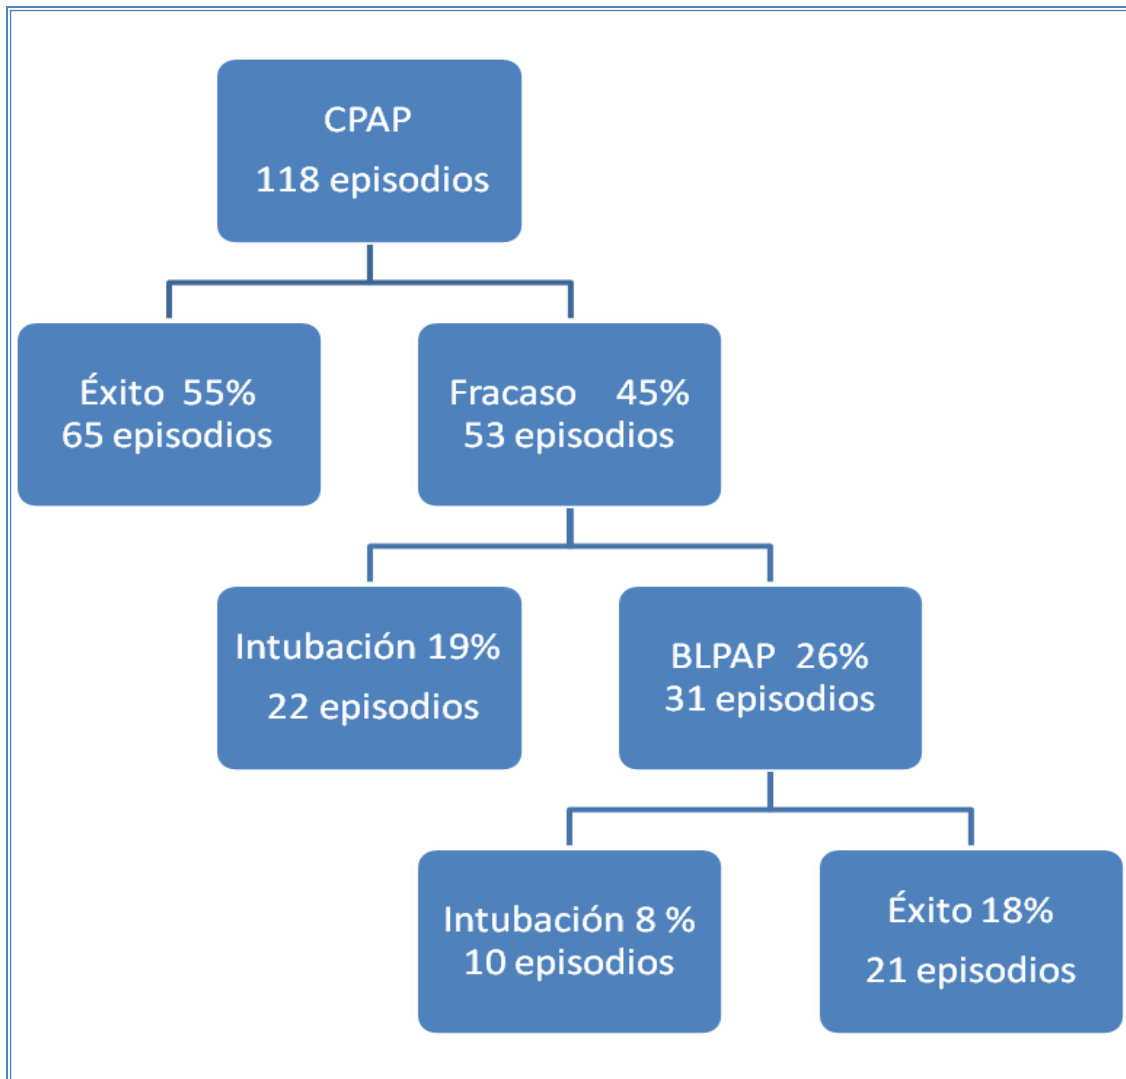 CPAP
118 episodios
Éxito 55%
65 episodios
Fracaso 45%
53 episodios
Intubación 19%
22 episodios
BLPAP 26%
31 episodios
Intubación 8 %
10 episodios
Éxito 18%
21 episodios